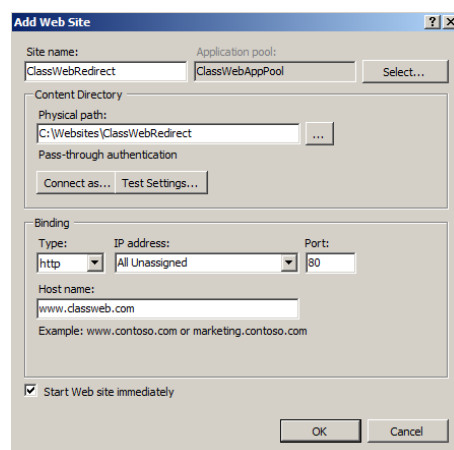 Add Web Site
Site name:
Application pool:
ClassWebRedirect
ClassWebAppPool
Select...
Content Directory
Physical path:
C:\Websites\ClassWebRedirect
...
Pass-through authentication
Connect as...
Test Settings...
Binding
Type:
IP address:
Port:
http
All Unassigned
80
Host name:
www.classweb.com
Example: www.contoso.com or marketing.contoso.com
Start Web site immediately
OK
Cancel